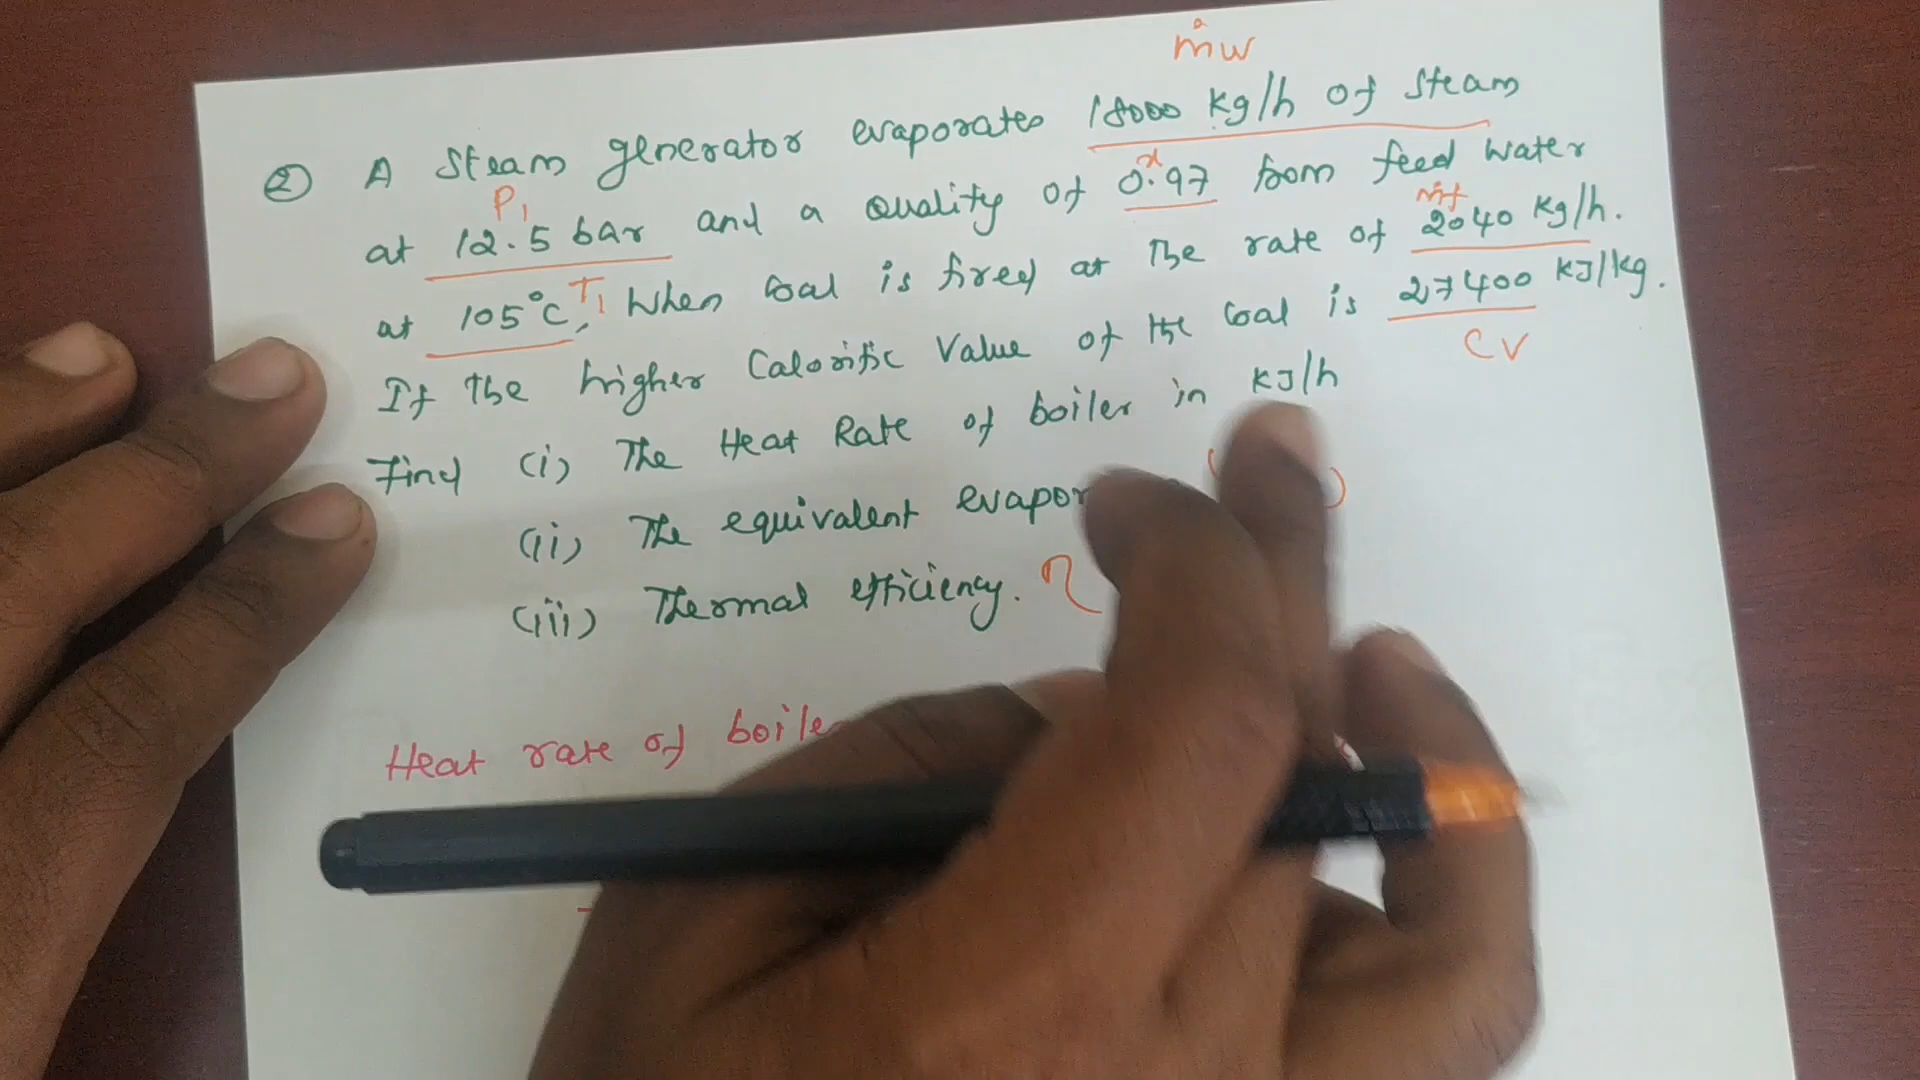 ṁw
② A Steam generator evaporates 18000 kg/h of steam
P1 x
at 12.5 bar and a Quality of 0.97 from feed water
ṁf
at 105°C, T1 When Coal is fired at The rate of 2040 kg/h.
If the higher Calorific Value of the Coal is 27400 KJ/kg.
CV
Find (i) The Heat Rate of boiler in KJ/h
(ii) The equivalent
(iii) Thermal efficiency. η
Heat rate of